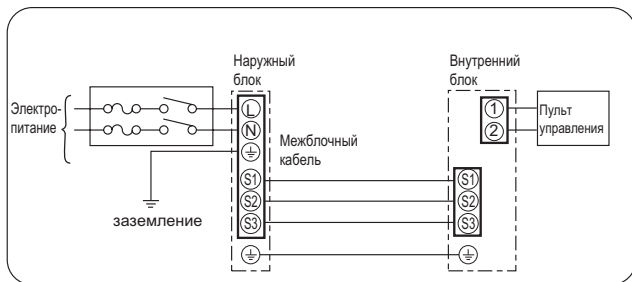 Наружный
блок
Внутренний
блок
Электро-
питание
L
N
Межблочный
кабель
S1
S2
S3
заземление
1
2
Пульт
управления
S1
S2
S3